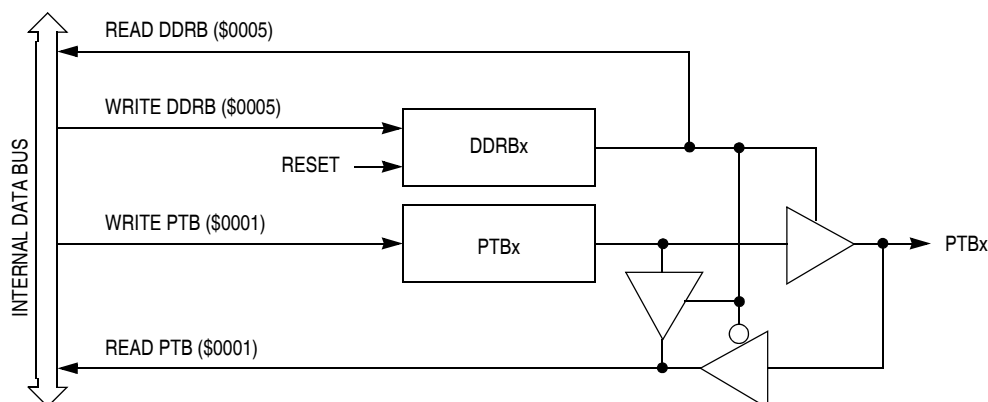 READ DDRB ($0005)
WRITE DDRB ($0005)
DDRBx
RESET
WRITE PTB ($0001)
PTBx
PTBx
READ PTB ($0001)
INTERNAL DATA BUS